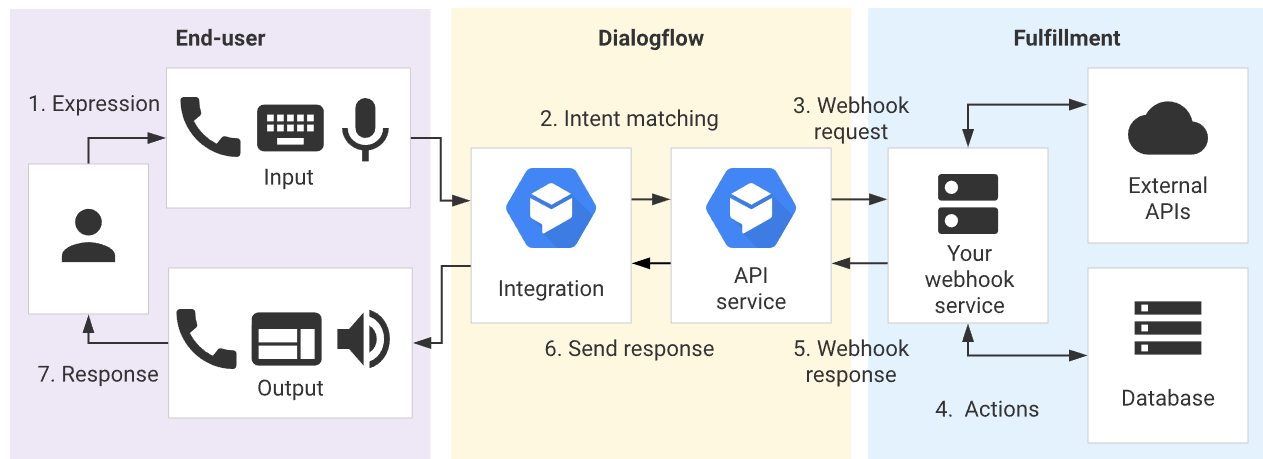 End-user
Dialogflow
Fulfillment
1. Expression
Input
2. Intent matching
3. Webhook
request
External
APIs
Integration
API
service
Your
webhook
service
7. Response
Output
6. Send response
5. Webhook
response
4. Actions
Database